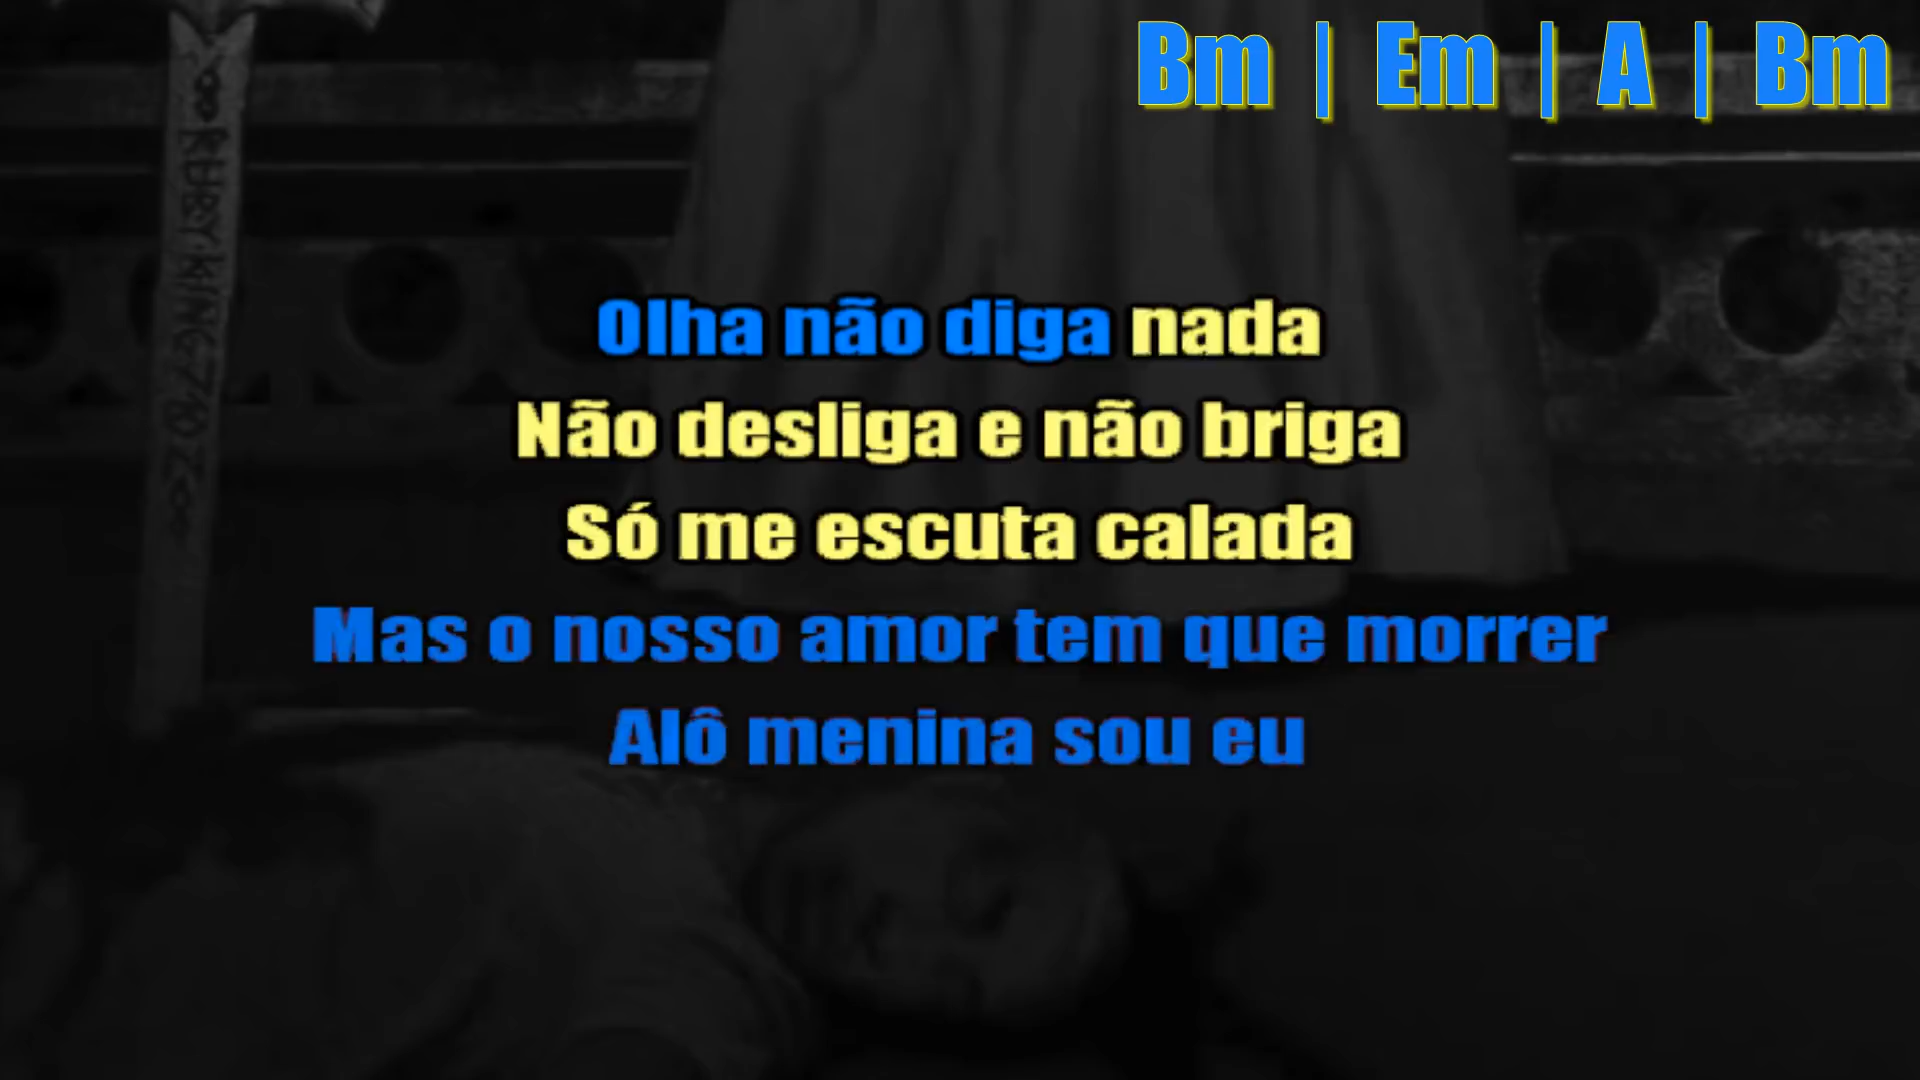 Bm | Em | A | Bm
RUBYKING7102
Olha não diga nada
Não desliga e não briga
Só me escuta calada
Mas o nosso amor tem que morrer
Alô menina sou eu